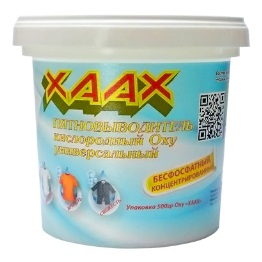 ХААХ
ПЯТНОВЫВОДИТЕЛЬ
кислородный Оху
универсальный
БЕСФОСФАТНЫЙ
КОНЦЕНТРИРОВАННЫЙ
Упаковка 500гр Оху «ХААХ»